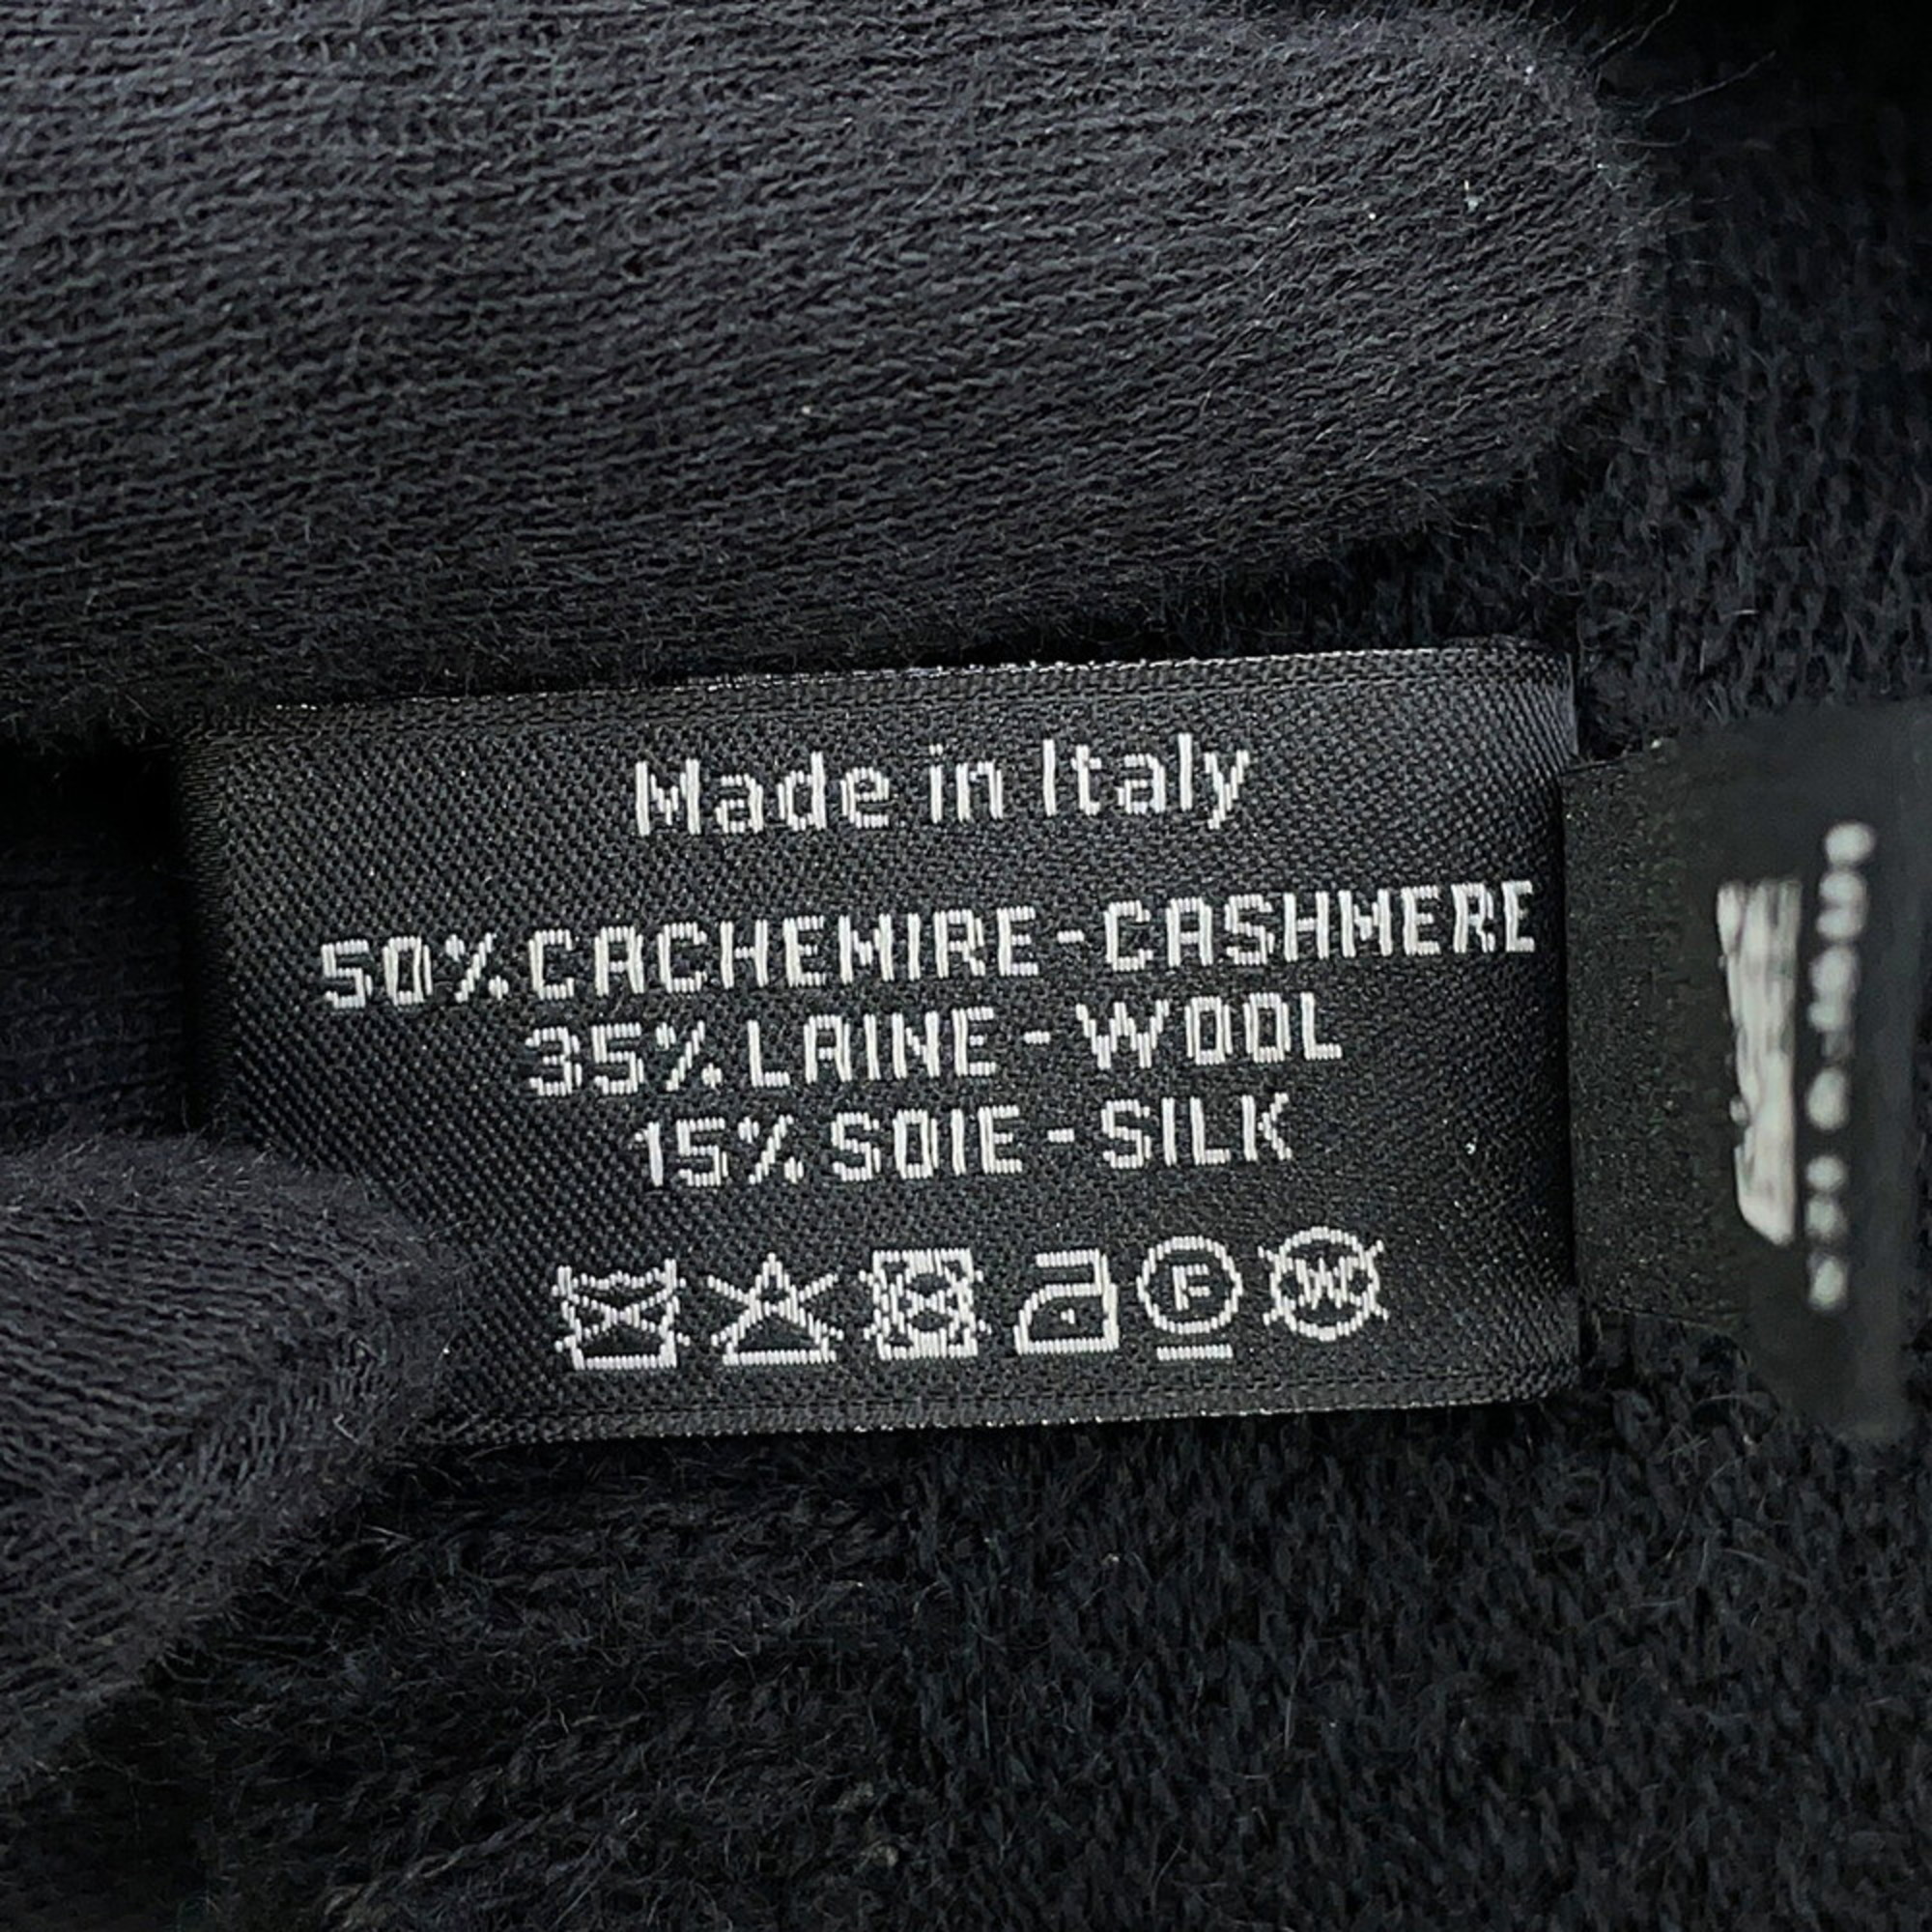 Made in Italy
50% CACHEMIRE - CASHMERE
35% LAINE - WOOL
15% SOIE - SILK
F
W